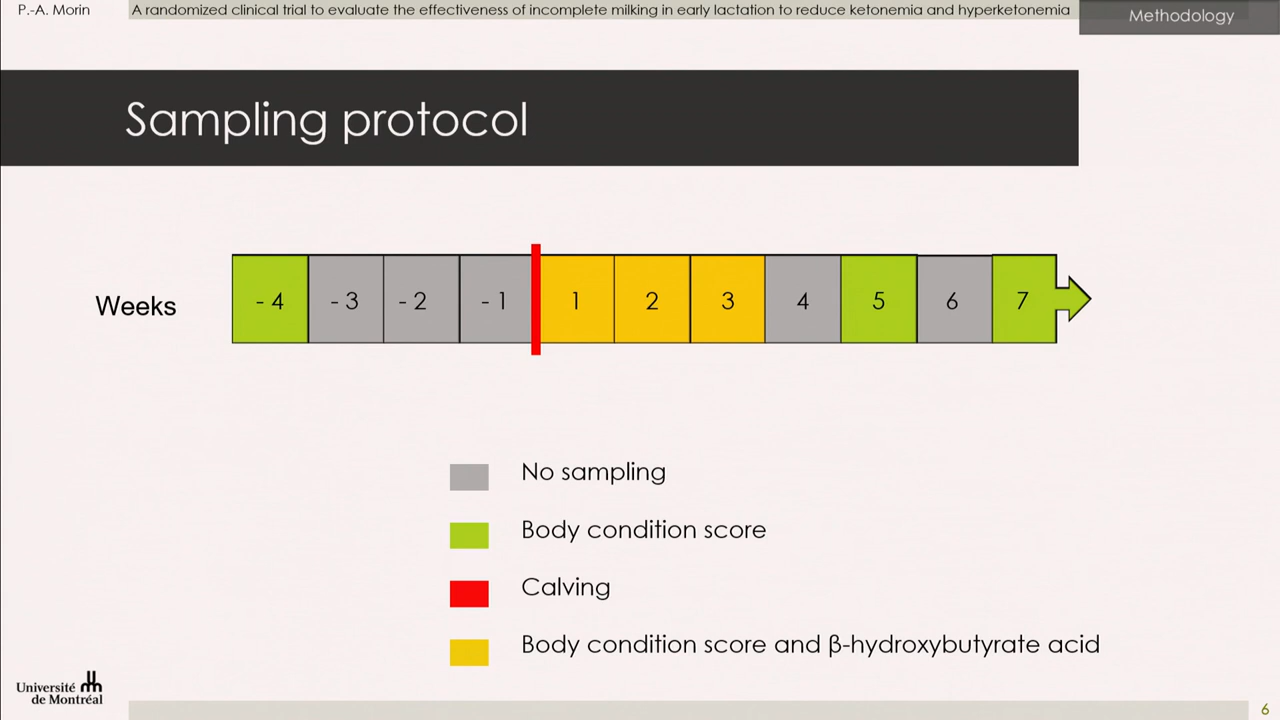 P.-A. Morin
A randomized clinical trial to evaluate the effectiveness of incomplete milking in early lactation to reduce ketonemia and hyperketonemia
Methodology
Sampling protocol
Weeks
- 4 - 3 - 2 - 1 1 2 3 4 5 6 7
No sampling
Body condition score
Calving
Body condition score and β-hydroxybutyrate acid
Université
de Montréal
6